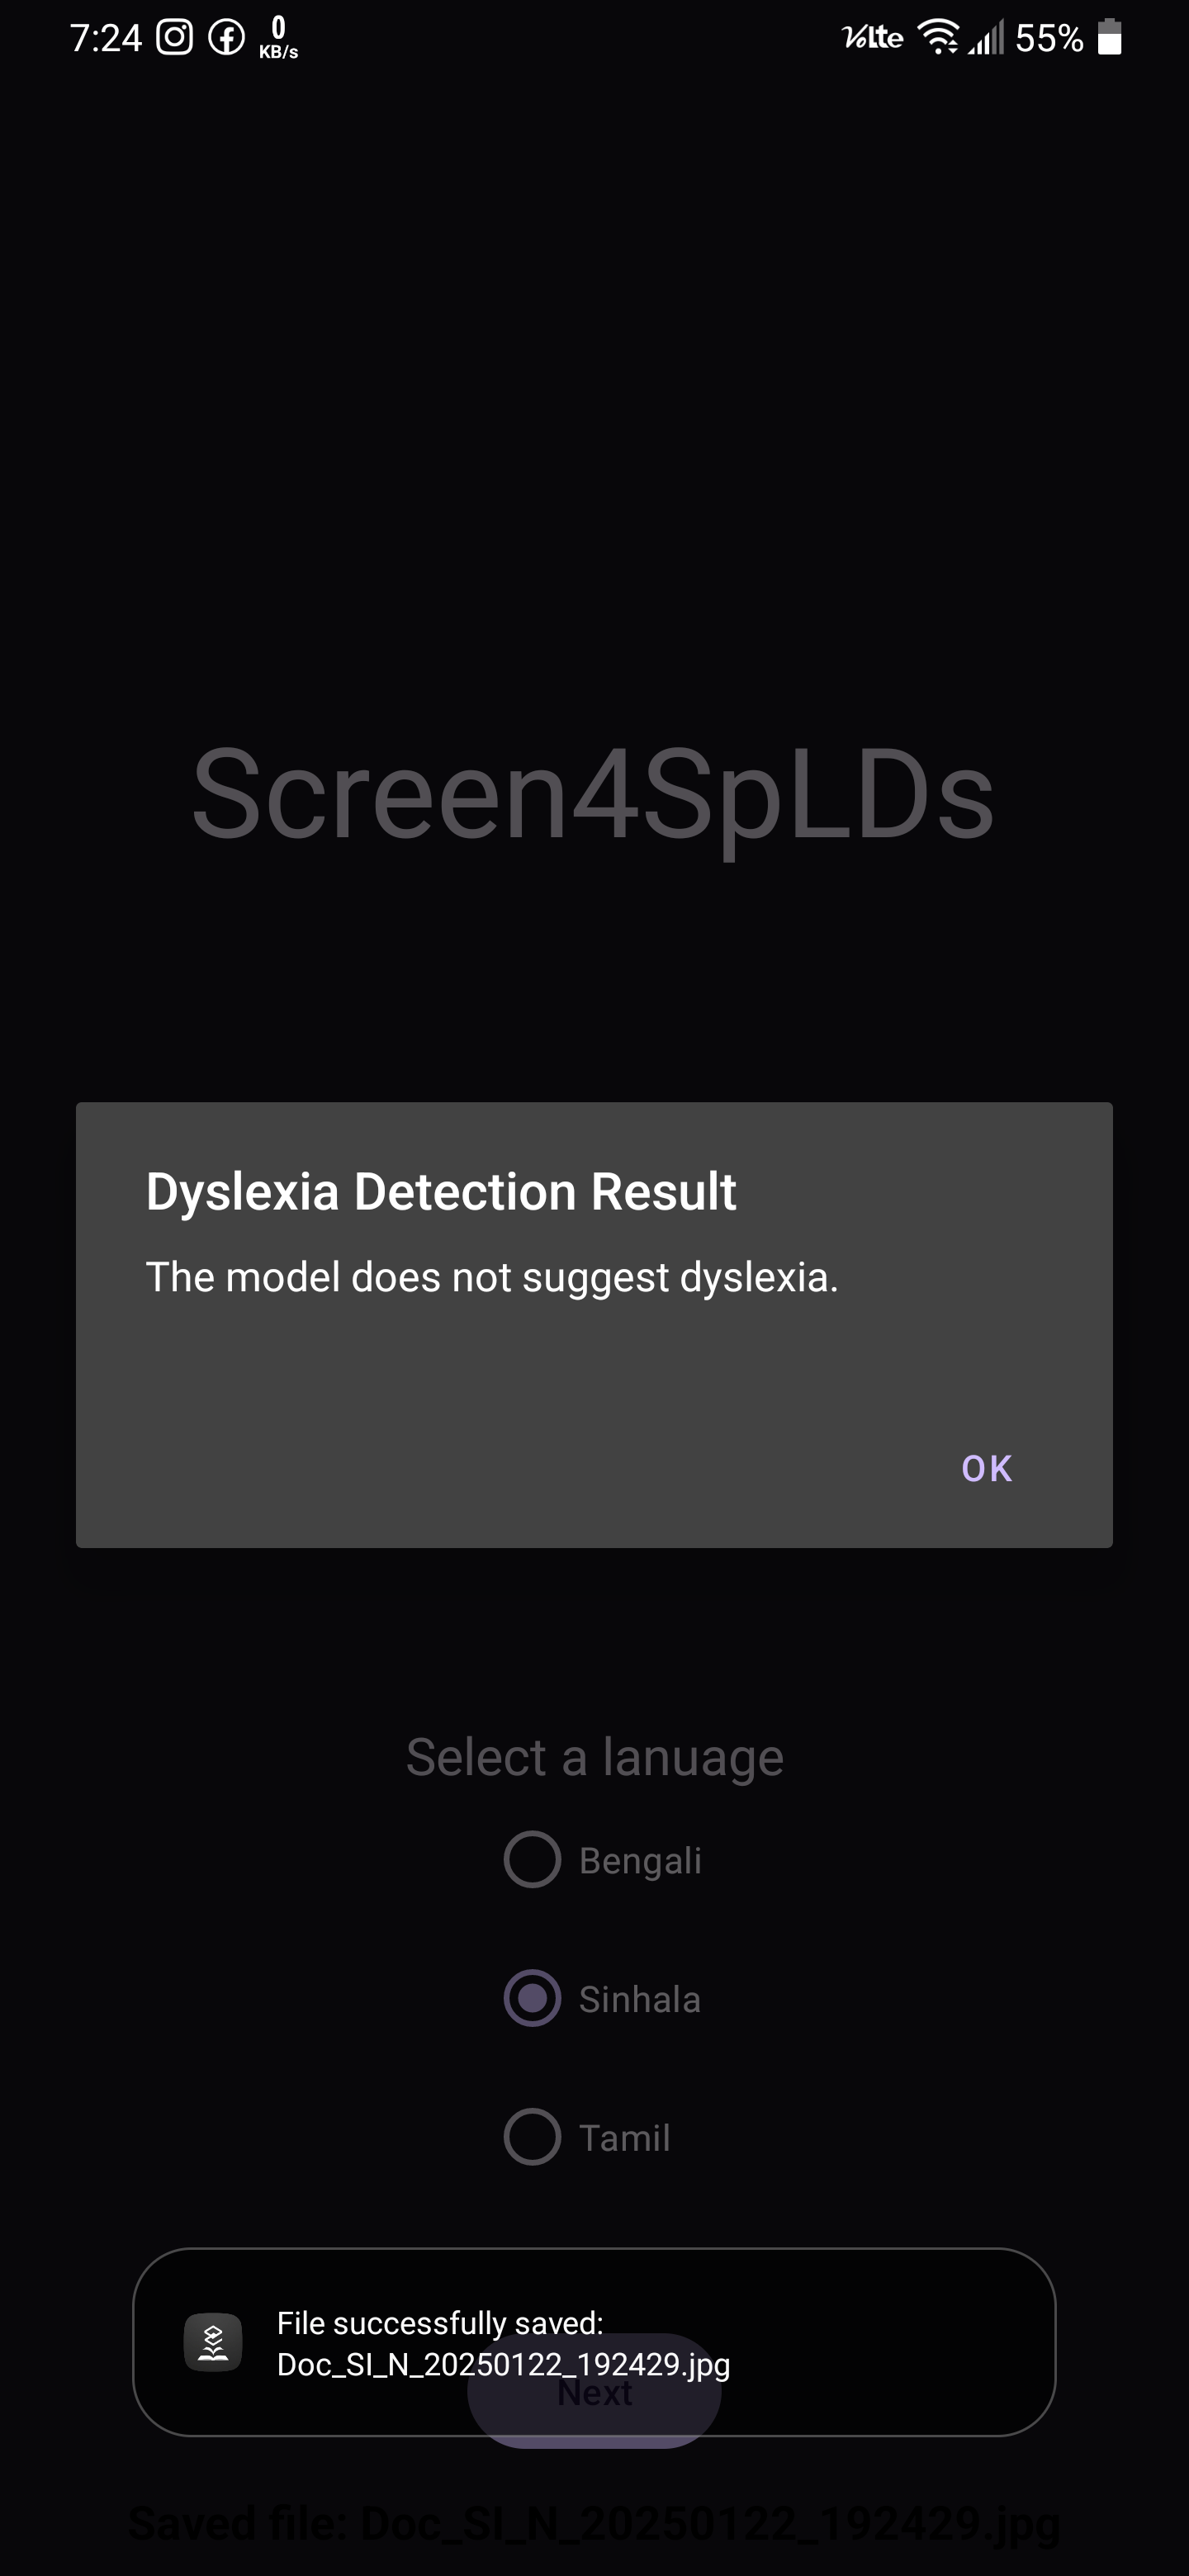 7:24 0 KB/s VoLte 55%
Screen4SpLDs
Dyslexia Detection Result
The model does not suggest dyslexia.
OK
Select a lanuage
Bengali
Sinhala
Tamil
File successfully saved:
Doc_SI_N_20250122_192429.jpg
Next
Saved file: Doc_SI_N_20250122_192429.jpg